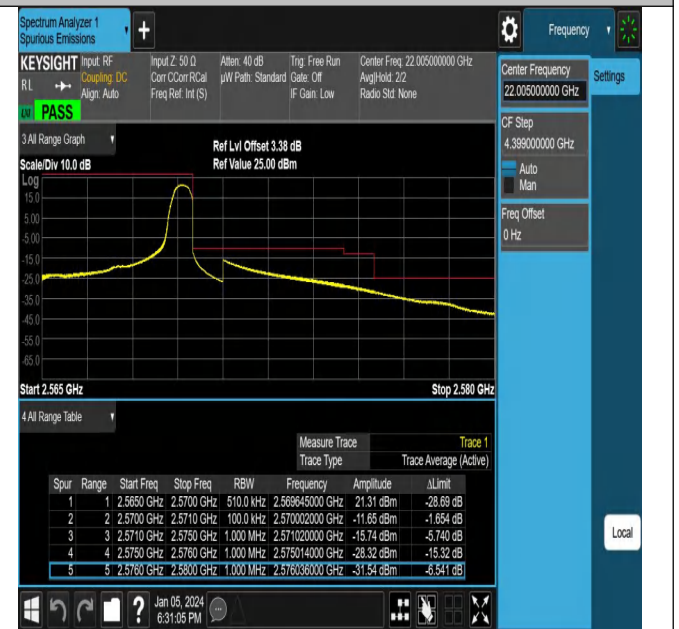 Spectrum Analyzer 1
Spurious Emissions
+
Frequency
KEYSIGHT
RL
Input: RF
Coupling: DC
Align: Auto
Input Z: 50 Ω
Corr CCorr RCal
Freq Ref: Int (S)
Atten: 40 dB
µW Path: Standard
Trig: Free Run
Gate: Off
IF Gain: Low
Center Freq: 22.005000000 GHz
Avg|Hold: 2/2
Radio Std: None
PASS
3 All Range Graph
Scale/Div 10.0 dB
Ref Lvl Offset 3.38 dB
Ref Value 25.00 dBm
Log
15.0
5.00
-5.00
-15.0
-25.0
-35.0
-45.0
-55.0
-65.0
Start 2.565 GHz
Stop 2.580 GHz
4 All Range Table
Measure Trace Trace 1
Trace Type Trace Average (Active)
Spur Range Start Freq Stop Freq RBW Frequency Amplitude ΔLimit
1 1 2.5650 GHz 2.5700 GHz 510.0 kHz 2.569645000 GHz 21.31 dBm -28.69 dB
2 2 2.5700 GHz 2.5710 GHz 100.0 kHz 2.570002000 GHz -11.65 dBm -1.654 dB
3 3 2.5710 GHz 2.5750 GHz 1.000 MHz 2.571020000 GHz -15.74 dBm -5.740 dB
4 4 2.5750 GHz 2.5760 GHz 1.000 MHz 2.575014000 GHz -28.32 dBm -15.32 dB
5 5 2.5760 GHz 2.5800 GHz 1.000 MHz 2.576036000 GHz -31.54 dBm -6.541 dB
Center Frequency
22.005000000 GHz
Settings
CF Step
4.399000000 GHz
Auto
Man
Freq Offset
0 Hz
Local
?
Jan 05, 2024
6:31:05 PM